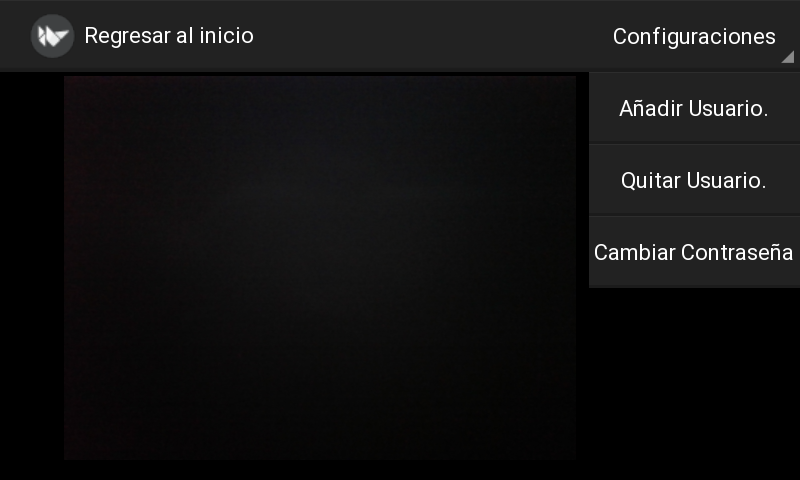 Regresar al inicio
Configuraciones
Añadir Usuario.
Quitar Usuario.
Cambiar Contraseña